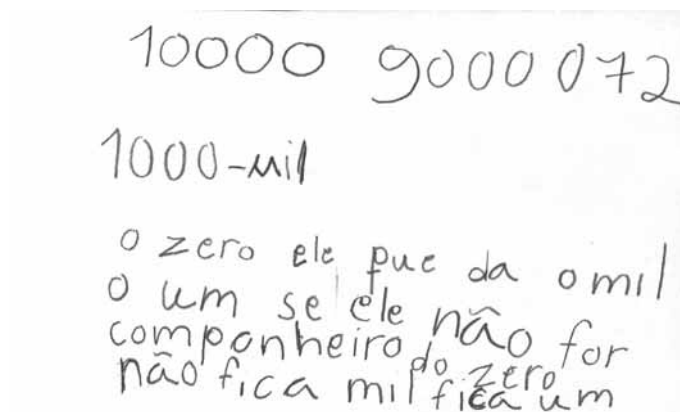 10000 9000072
1000-mil
o zero ele pue da o mil
o um se ele não for
companheiro do zero
não fica mil fica um